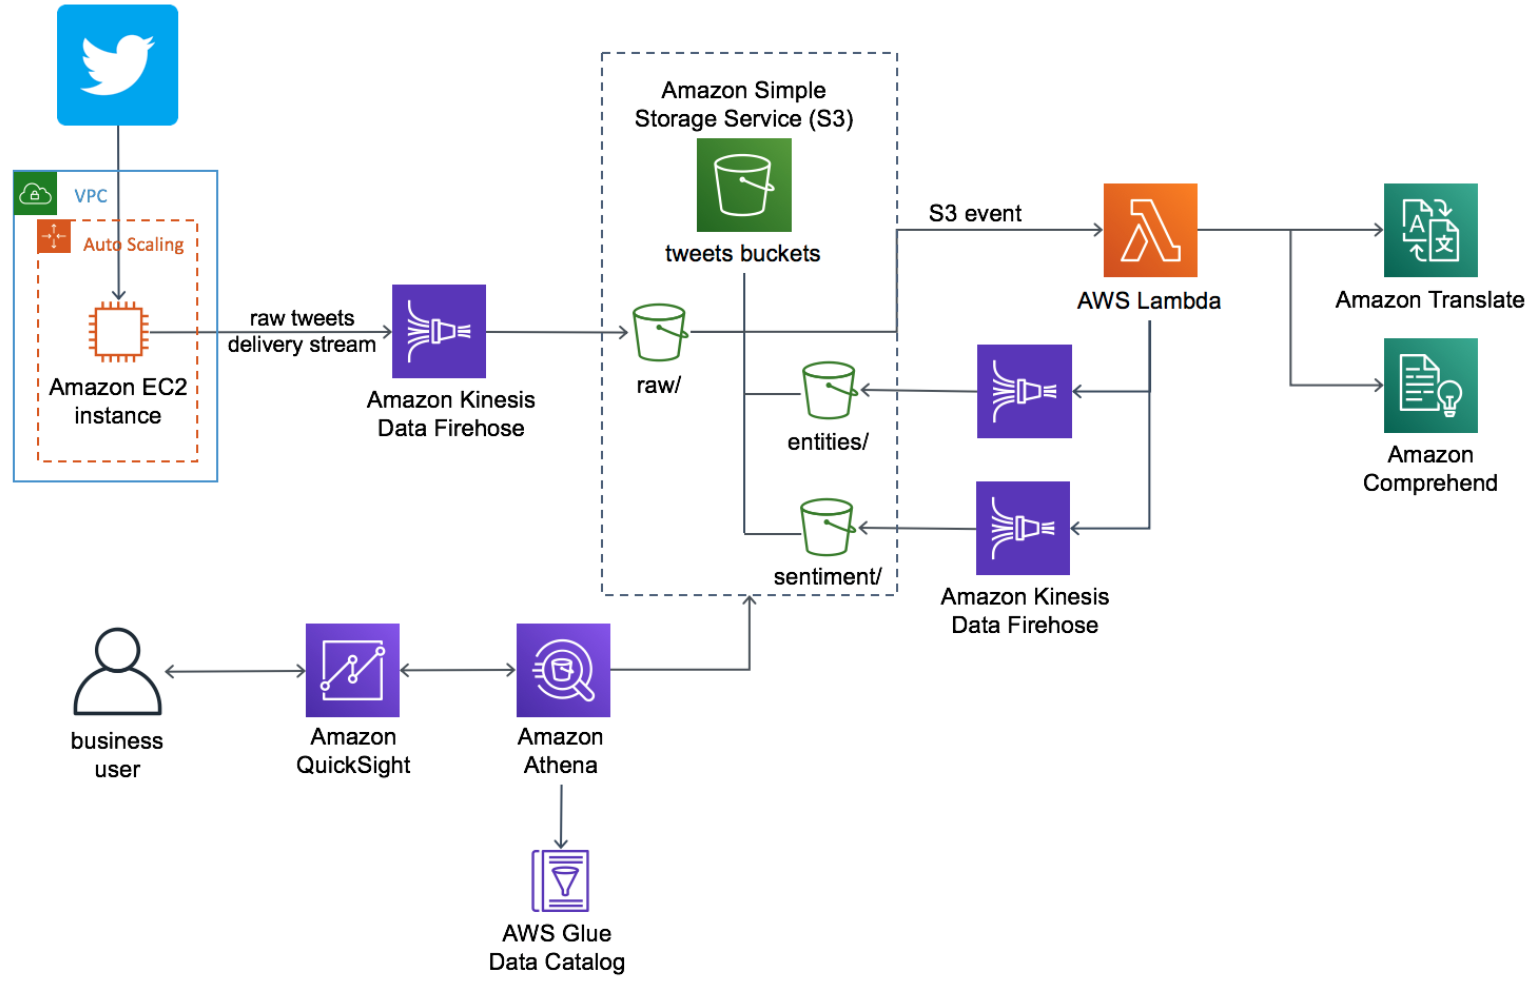 VPC
Auto Scaling
Amazon EC2
instance
raw tweets
delivery stream
Amazon Kinesis
Data Firehose
Amazon Simple
Storage Service (S3)
tweets buckets
raw/
entities/
sentiment/
S3 event
AWS Lambda
A 文
Amazon Translate
Amazon
Comprehend
Amazon Kinesis
Data Firehose
business
user
Amazon
QuickSight
Amazon
Athena
AWS Glue
Data Catalog